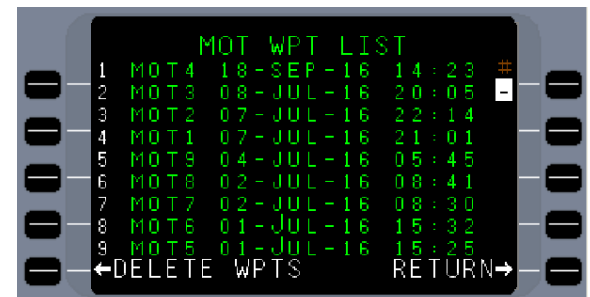 MOT WPT LIST
1 MOT4 18-SEP-16 14:23 #
2 MOT3 08-JUL-16 20:05 -
3 MOT2 07-JUL-16 22:14
4 MOT1 07-JUL-16 21:01
5 MOT9 04-JUL-16 05:45
6 MOT8 02-JUL-16 08:41
7 MOT7 02-JUL-16 08:30
8 MOT6 01-JUL-16 15:32
9 MOT5 01-JUL-16 15:25
←DELETE WPTS RETURN→